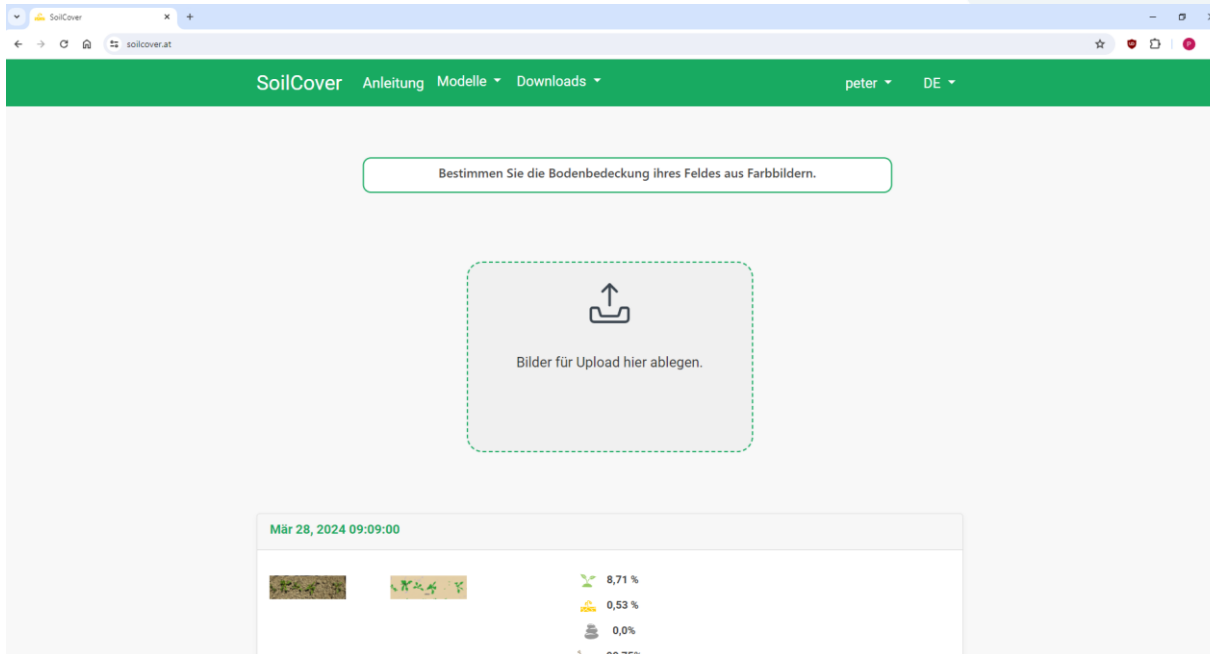 SoilCover
soilcover.at
SoilCover Anleitung Modelle Downloads peter DE
Bestimmen Sie die Bodenbedeckung ihres Feldes aus Farbbildern.
Bilder für Upload hier ablegen.
Mär 28, 2024 09:09:00
8,71 %
0,53 %
0,0%